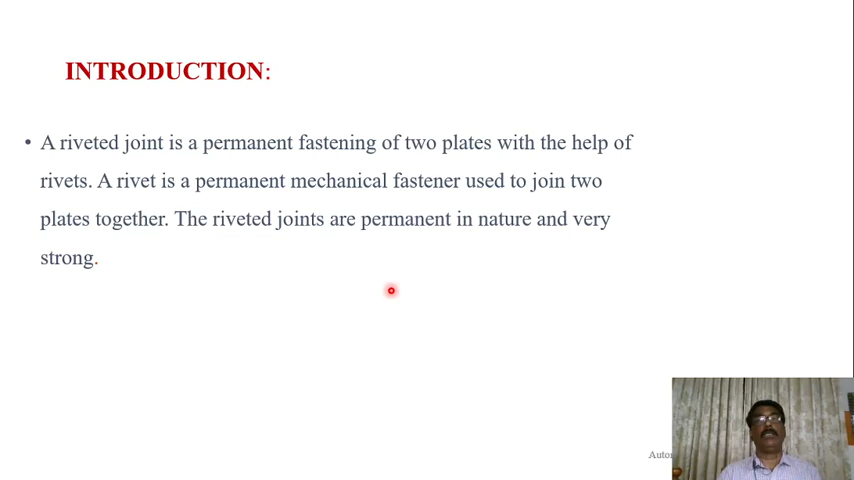 INTRODUCTION:
• A riveted joint is a permanent fastening of two plates with the help of
rivets. A rivet is a permanent mechanical fastener used to join two
plates together. The riveted joints are permanent in nature and very
strong.